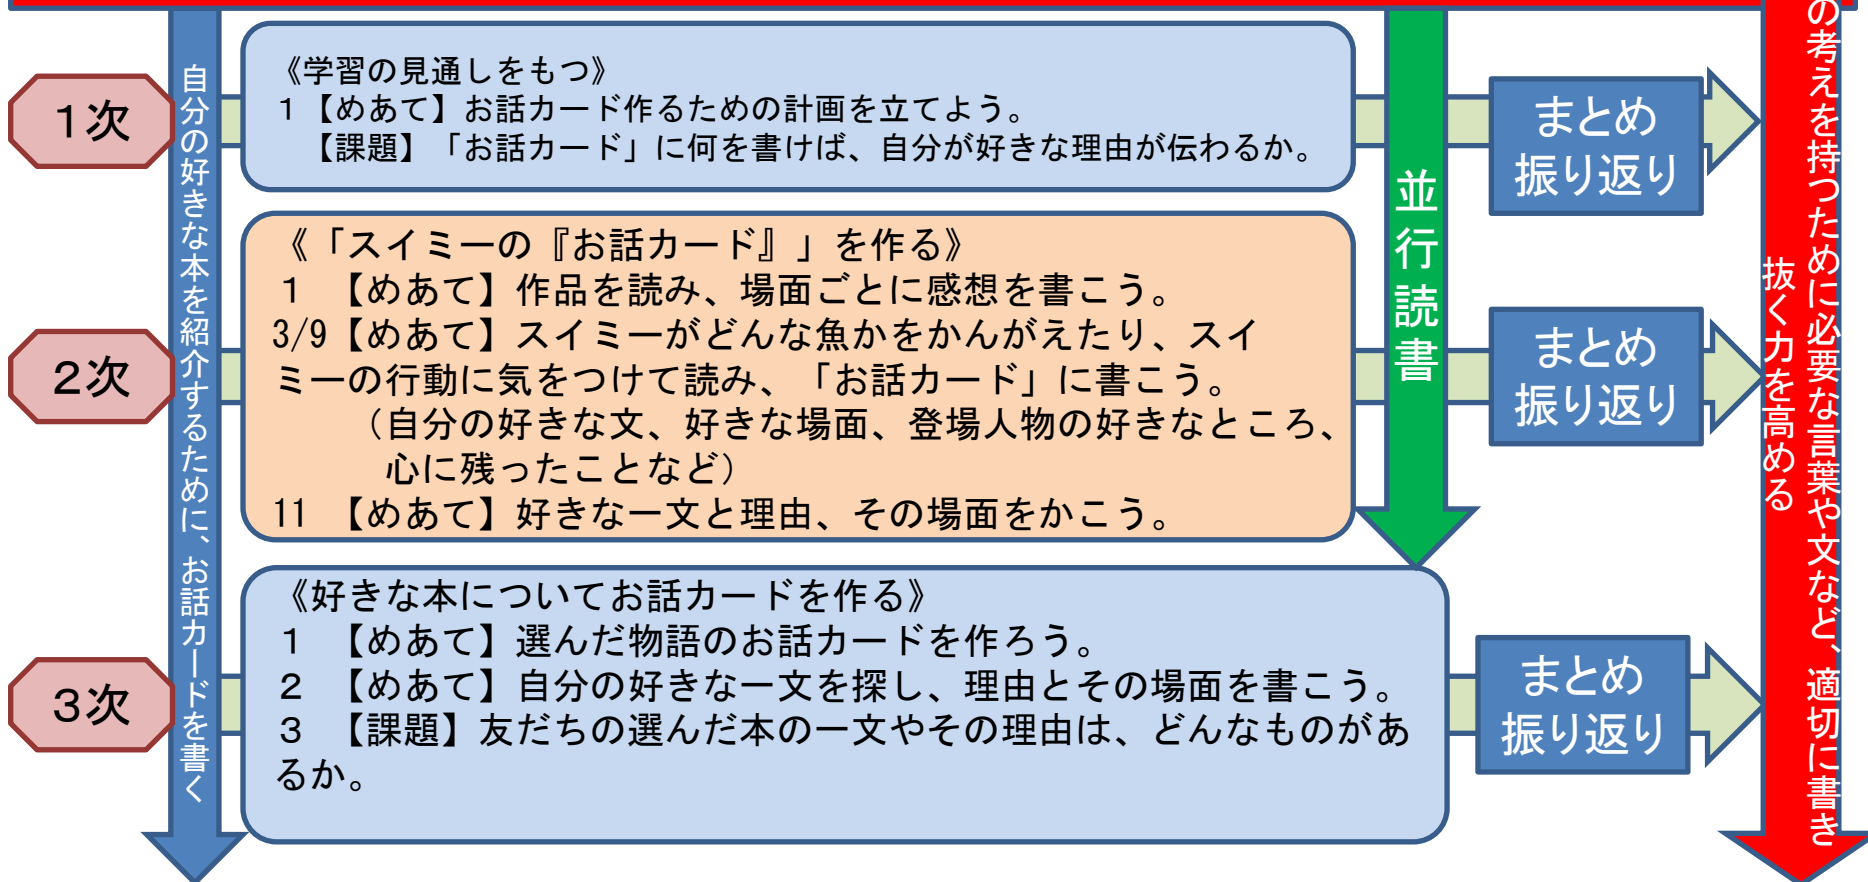 １次
自分の好きな本を紹介するために、お話カードを書く
《学習の見通しをもつ》
１【めあて】お話カード作るための計画を立てよう。
【課題】「お話カード」に何を書けば、自分が好きな理由が伝わるか。
まとめ
振り返り
並行読書
２次
《「スイミーの『お話カード』」を作る》
１　【めあて】作品を読み、場面ごとに感想を書こう。
3/9【めあて】スイミーがどんな魚かをかんがえたり、スイ
ミーの行動に気をつけて読み、「お話カード」に書こう。
（自分の好きな文、好きな場面、登場人物の好きなところ、
心に残ったことなど）
11　【めあて】好きな一文と理由、その場面をかこう。
まとめ
振り返り
３次
《好きな本についてお話カードを作る》
１　【めあて】選んだ物語のお話カードを作ろう。
２　【めあて】自分の好きな一文を探し、理由とその場面を書こう。
３　【課題】友だちの選んだ本の一文やその理由は、どんなものがあ
るか。
まとめ
振り返り
の考えを持つために必要な言葉や文など、適切に書き
抜く力を高める